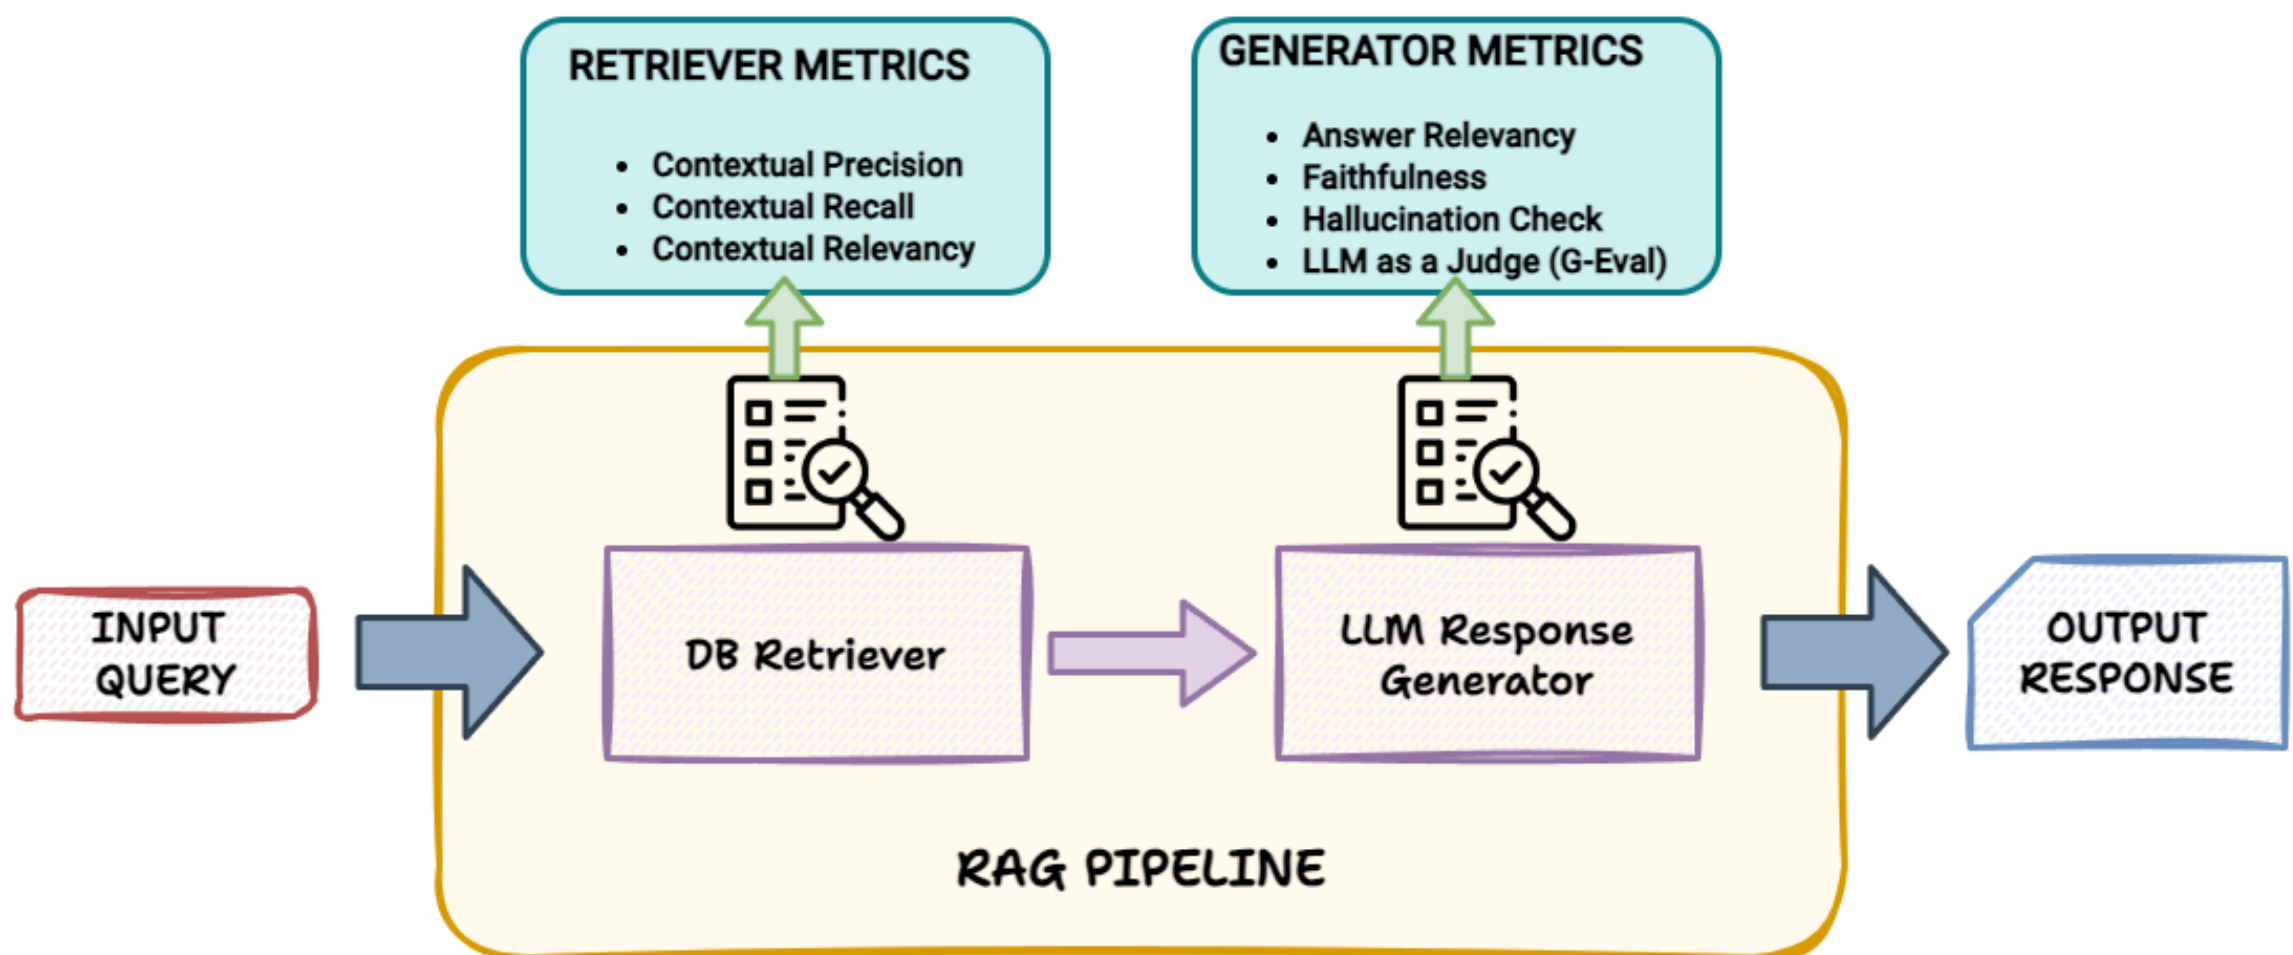 RETRIEVER METRICS
• Contextual Precision
• Contextual Recall
• Contextual Relevancy
GENERATOR METRICS
• Answer Relevancy
• Faithfulness
• Hallucination Check
• LLM as a Judge (G-Eval)
INPUT
QUERY
DB Retriever
LLM Response
Generator
OUTPUT
RESPONSE
RAG PIPELINE